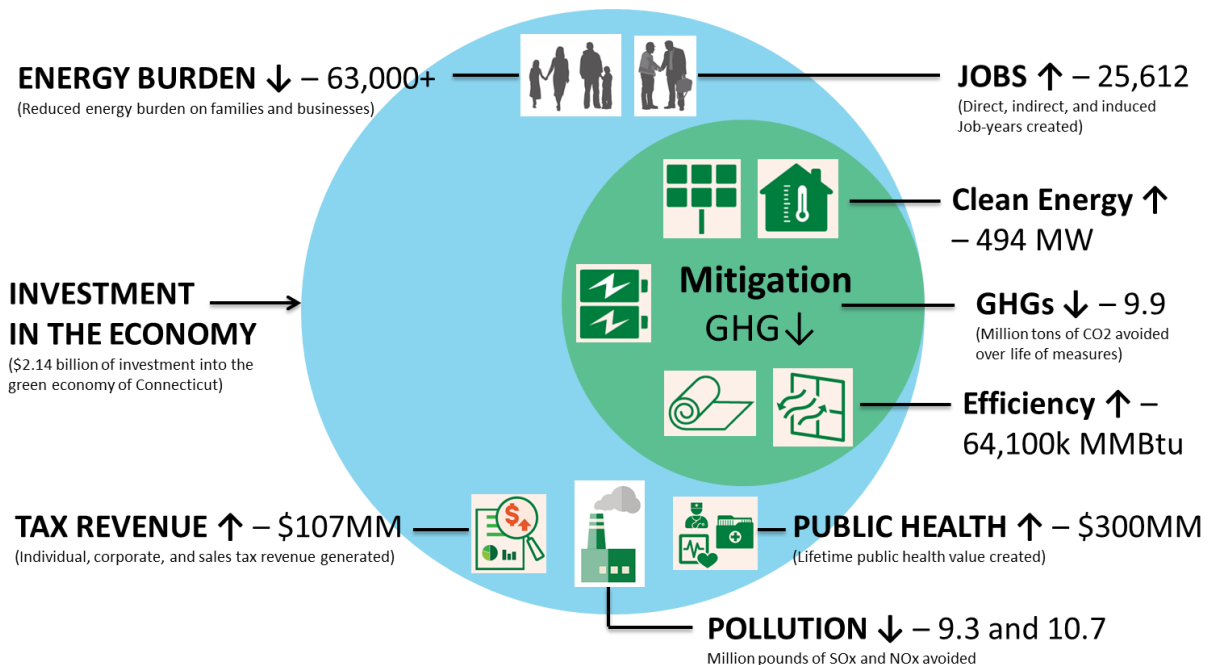 ENERGY BURDEN ↓ – 63,000+
(Reduced energy burden on families and businesses)
JOBS ↑ – 25,612
(Direct, indirect, and induced
Job-years created)
Clean Energy ↑
– 494 MW
Mitigation
GHG↓
GHGs ↓ – 9.9
(Million tons of CO2 avoided
over life of measures)
INVESTMENT
IN THE ECONOMY
($2.14 billion of investment into the
green economy of Connecticut)
Efficiency ↑ –
64,100k MMBtu
TAX REVENUE ↑ – $107MM
(Individual, corporate, and sales tax revenue generated)
$
PUBLIC HEALTH ↑ – $300MM
(Lifetime public health value created)
POLLUTION ↓ – 9.3 and 10.7
Million pounds of SOx and NOx avoided